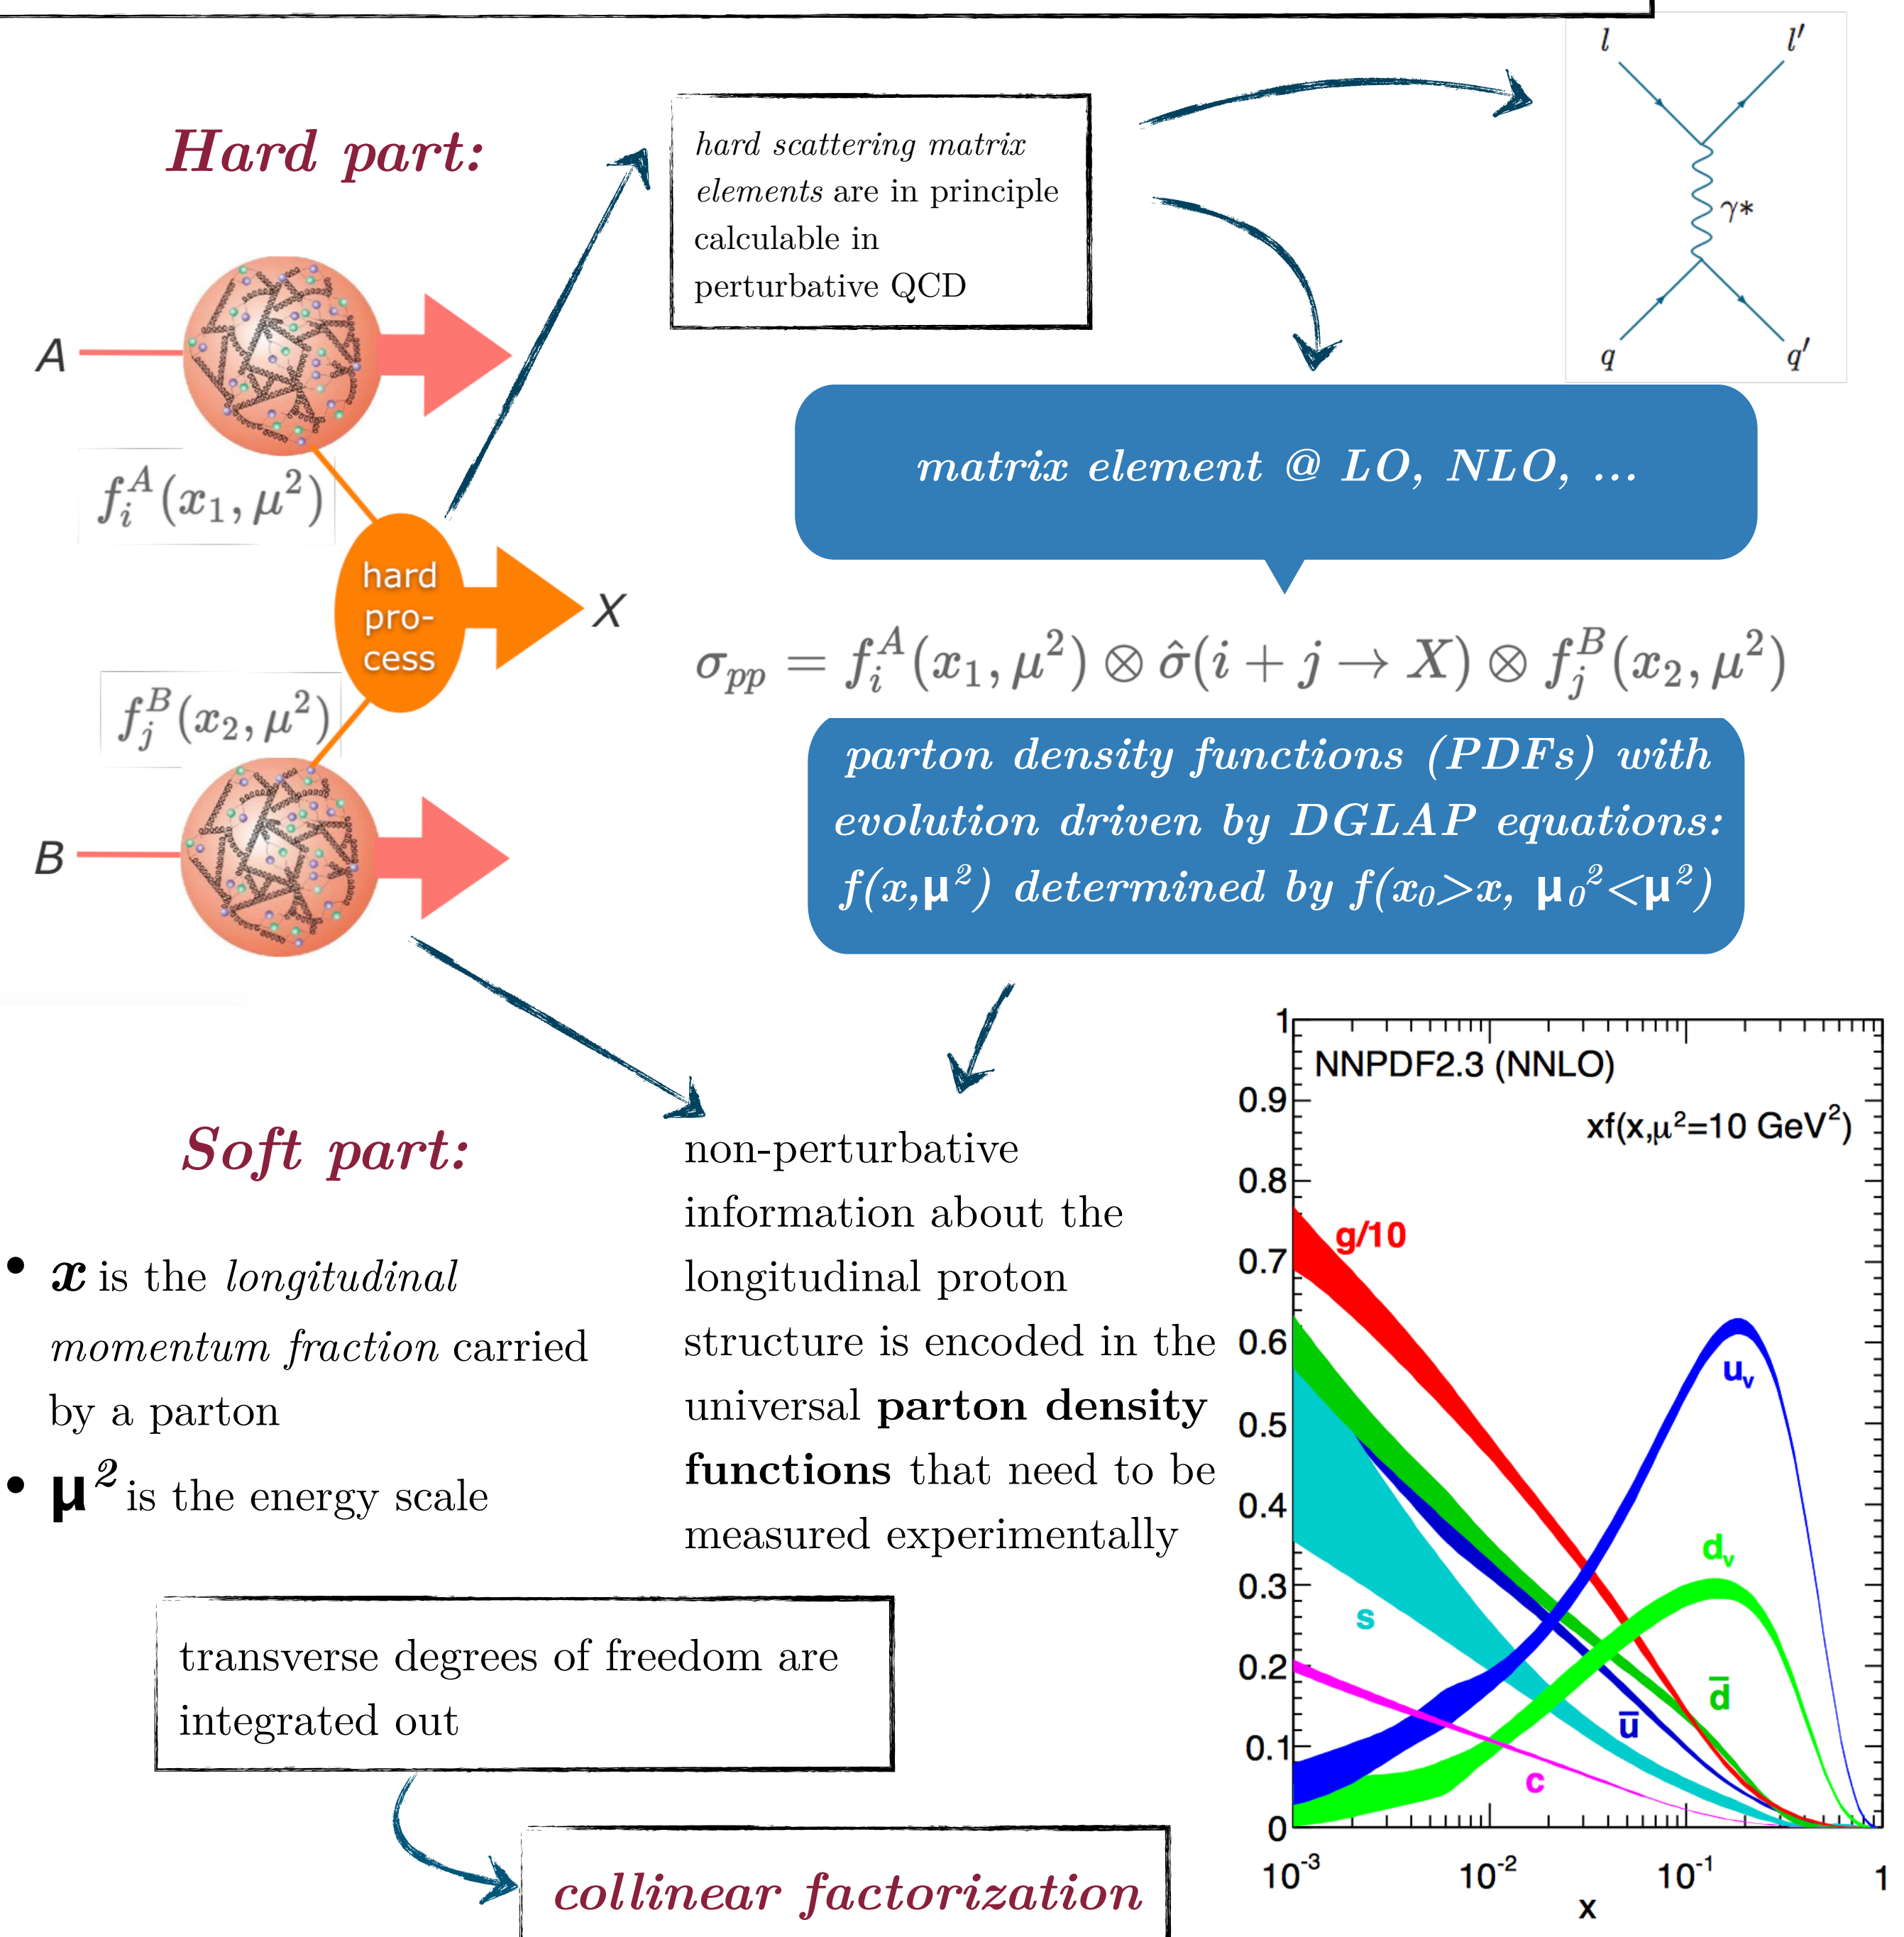 l
l′
γ*
q
q′
Hard part:
hard scattering matrix
elements are in principle
calculable in
perturbative QCD
A
f_i^A(x_1, μ^2)
matrix element @ LO, NLO, ...
hard
pro-
cess
X
σ_{pp} = f_i^A(x_1, μ^2) ⊗ σ̂(i + j → X) ⊗ f_j^B(x_2, μ^2)
f_j^B(x_2, μ^2)
B
parton density functions (PDFs) with
evolution driven by DGLAP equations:
f(x,μ²) determined by f(x₀>x, μ₀²<μ²)
Soft part:
• x is the longitudinal
momentum fraction carried
by a parton
• μ² is the energy scale
non-perturbative
information about the
longitudinal proton
structure is encoded in the
universal parton density
functions that need to be
measured experimentally
transverse degrees of freedom are
integrated out
collinear factorization
NNPDF2.3 (NNLO)
xf(x,μ²=10 GeV²)
1
0.9
0.8
0.7
0.6
0.5
0.4
0.3
0.2
0.1
0
g/10
u_v
d_v
s
d̄
ū
c
10⁻³
10⁻²
10⁻¹
1
x